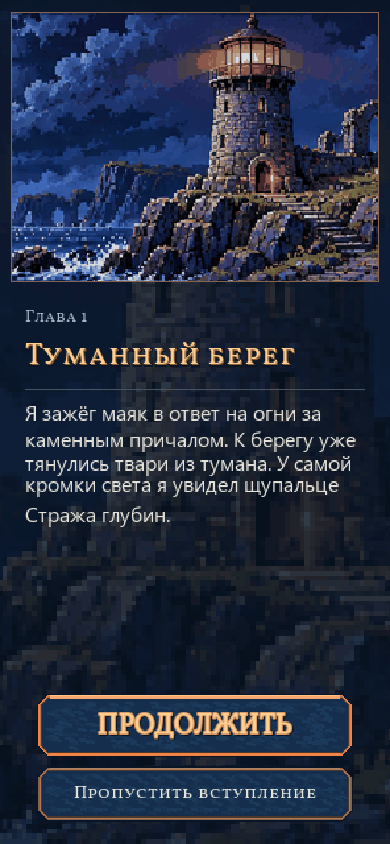 Глава 1
Туманный берег
Я зажёг маяк в ответ на огни за
каменным причалом. К берегу уже
тянулись твари из тумана. У самой
кромки света я увидел щупальце
Стража глубин.
ПРОДОЛЖИТЬ
Пропустить вступление